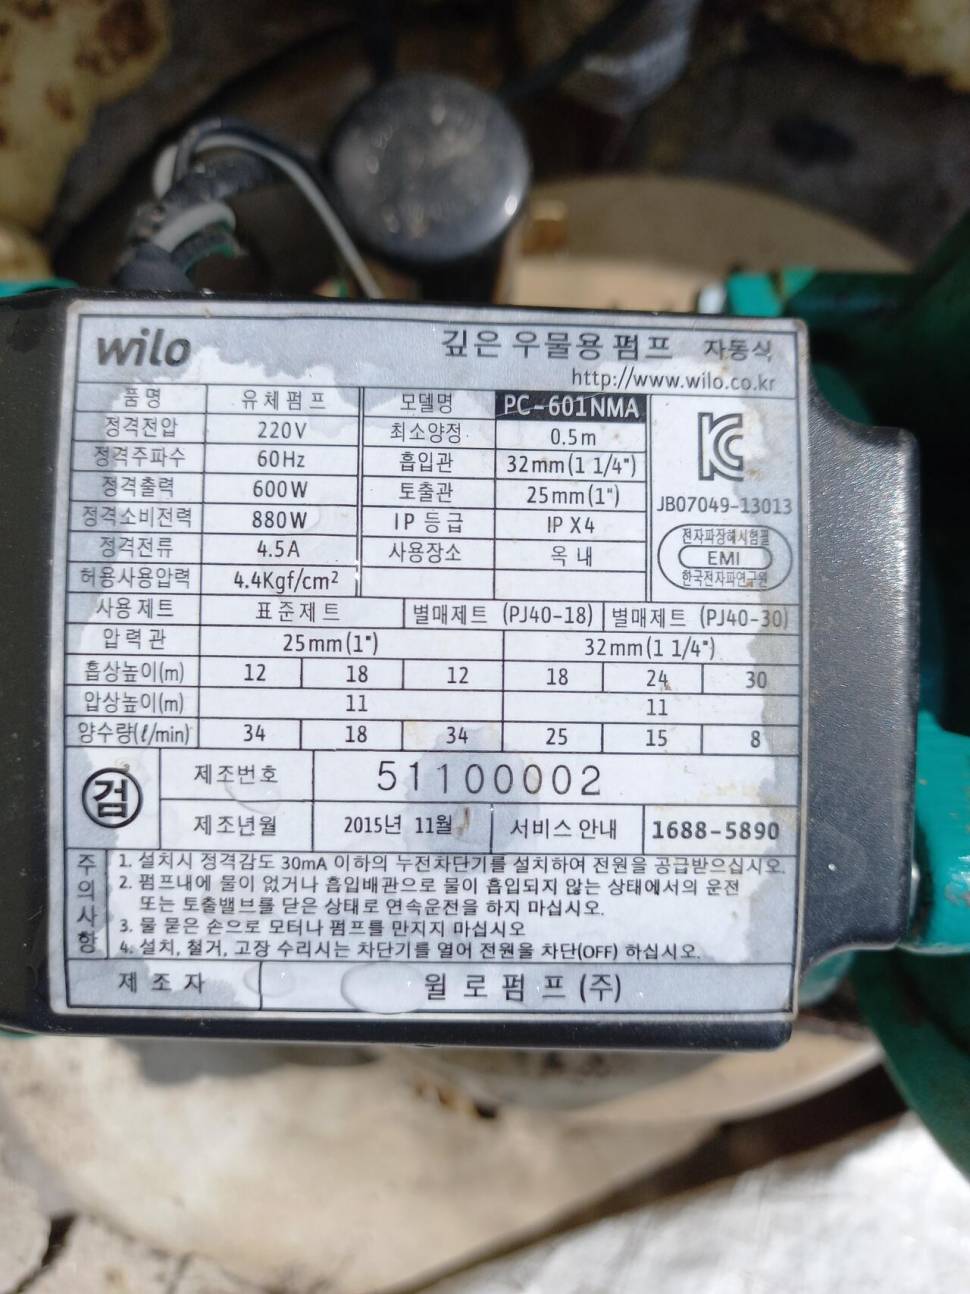 wilo 깊은 우물용 펌프 자동식
http://www.wilo.co.kr
품명 유체펌프 모델명 PC-601NMA
정격전압 220V 최소양정 0.5m
정격주파수 60Hz 흡입관 32mm(1 1/4")
정격출력 600W 토출관 25mm(1")
정격소비전력 880W IP 등급 IP X4
정격전류 4.5A 사용장소 옥내
허용사용압력 4.4Kgf/cm²
JB07049-13013
전자파장해시험필
EMI
한국전자파연구원
사용제트 표준제트 별매제트 (PJ40-18) 별매제트 (PJ40-30)
압력관 25mm(1") 32mm(1 1/4")
흡상높이(m) 12 18 12 18 24 30
압상높이(m) 11 11
양수량(ℓ/min) 34 18 34 25 15 8
검 제조번호 51100002
제조년월 2015년 11월 서비스 안내 1688-5890
주의사항
1. 설치시 정격감도 30mA 이하의 누전차단기를 설치하여 전원을 공급받으십시오.
2. 펌프내에 물이 없거나 흡입배관으로 물이 흡입되지 않는 상태에서의 운전
또는 토출밸브를 닫은 상태로 연속운전을 하지 마십시오.
3. 물 묻은 손으로 모터나 펌프를 만지지 마십시오
4. 설치, 철거, 고장 수리시는 차단기를 열어 전원을 차단(OFF) 하십시오.
제조자 윌로펌프(주)